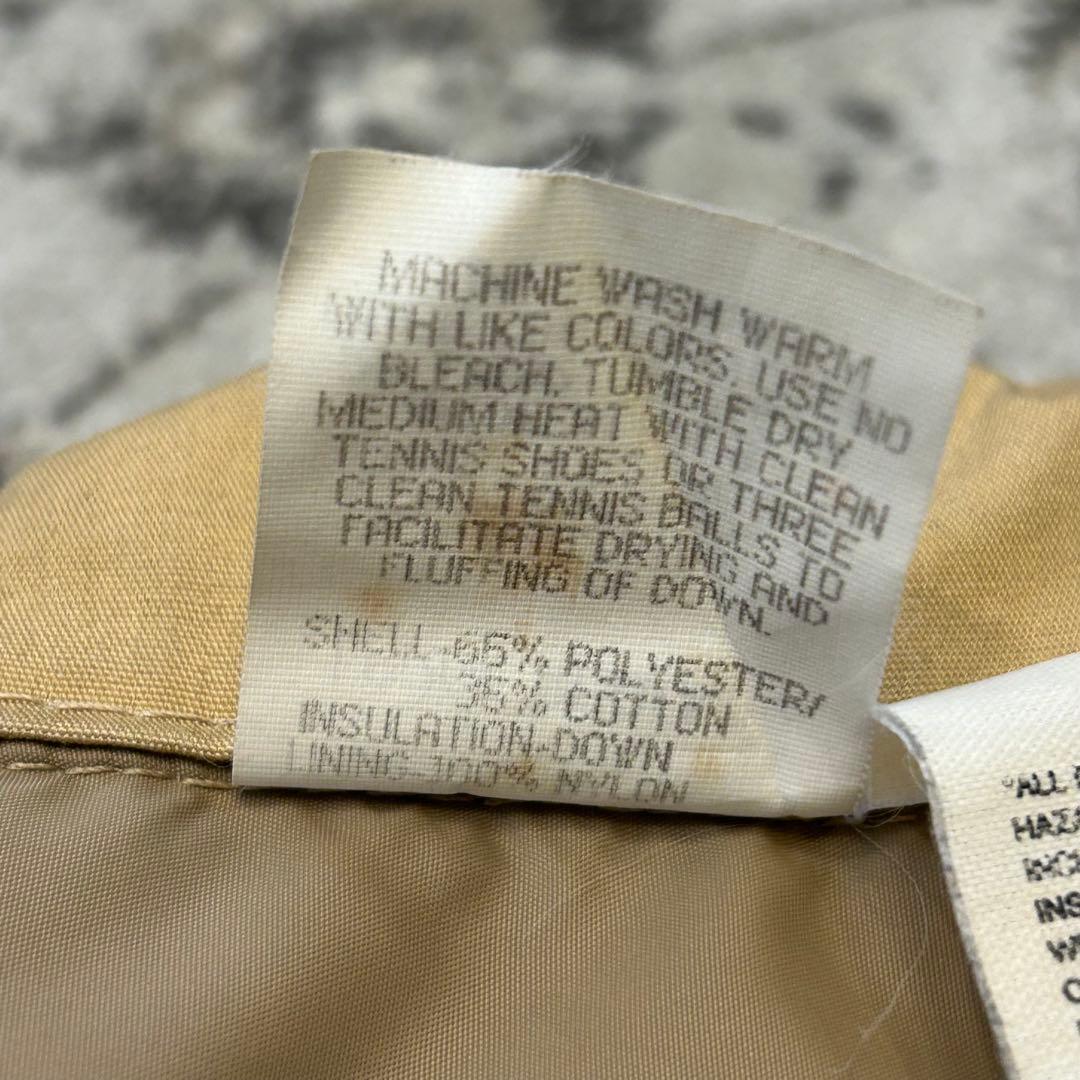 MACHINE WASH WARM
WITH LIKE COLORS. USE NO
BLEACH. TUMBLE DRY
MEDIUM HEAT WITH CLEAN
TENNIS SHOES OR THREE
CLEAN TENNIS BALLS TO
FACILITATE DRYING AND
FLUFFING OF DOWN.
SHELL-65% POLYESTER/
35% COTTON
INSULATION-DOWN
LINING-100% NYLON
ALL